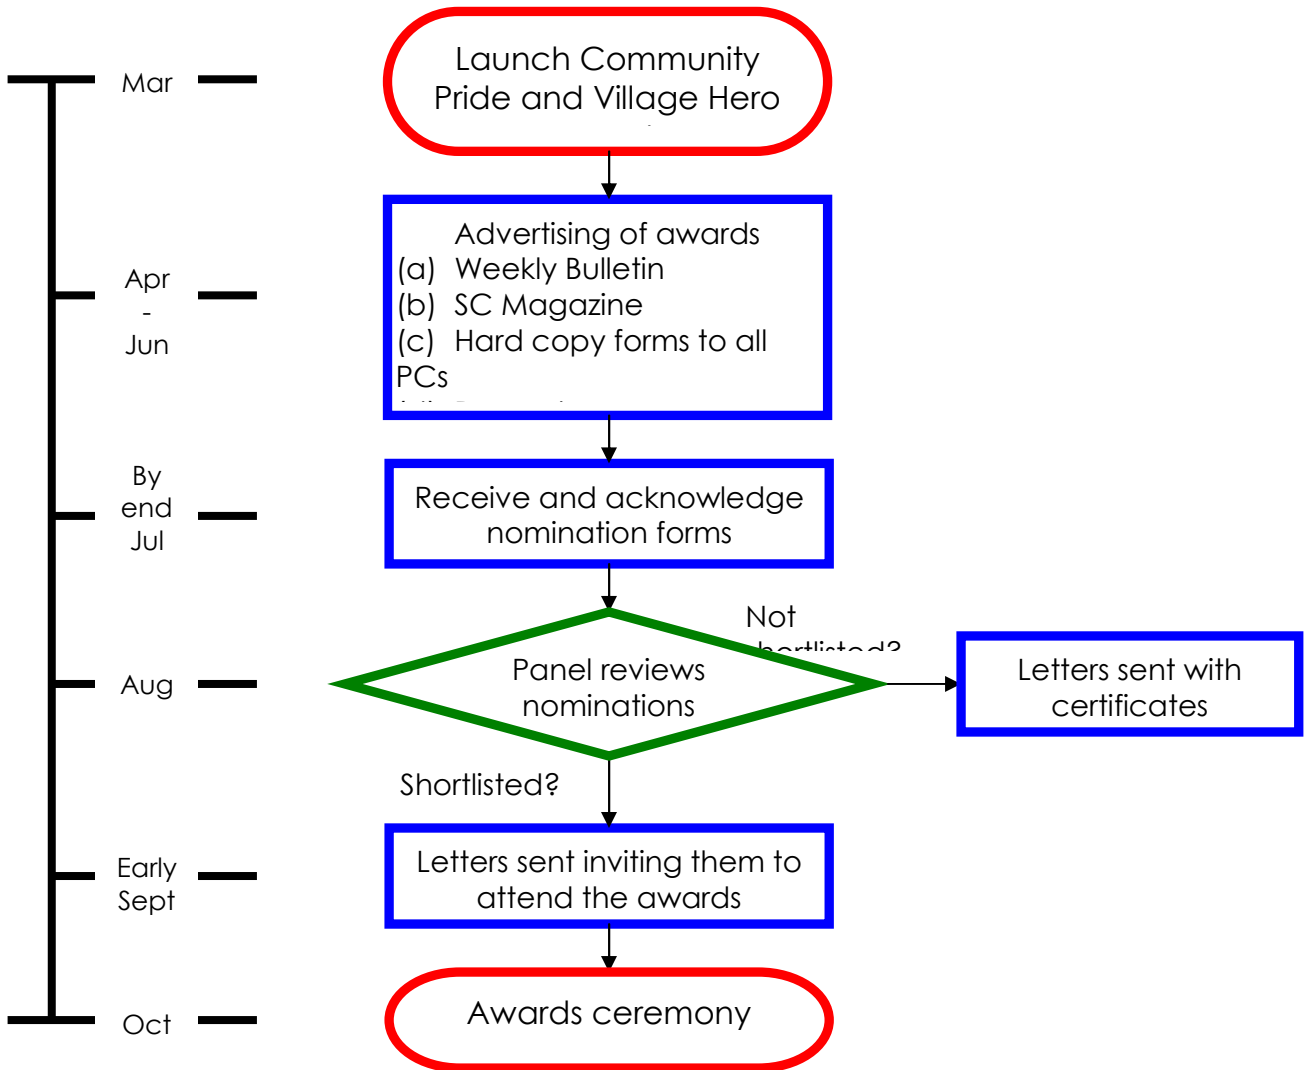 Mar
Launch Community
Pride and Village Hero
Apr
-
Jun
Advertising of awards
(a) Weekly Bulletin
(b) SC Magazine
(c) Hard copy forms to all
PCs
By
end
Jul
Receive and acknowledge
nomination forms
Not
shortlisted?
Aug
Panel reviews
nominations
Letters sent with
certificates
Shortlisted?
Early
Sept
Letters sent inviting them to
attend the awards
Oct
Awards ceremony